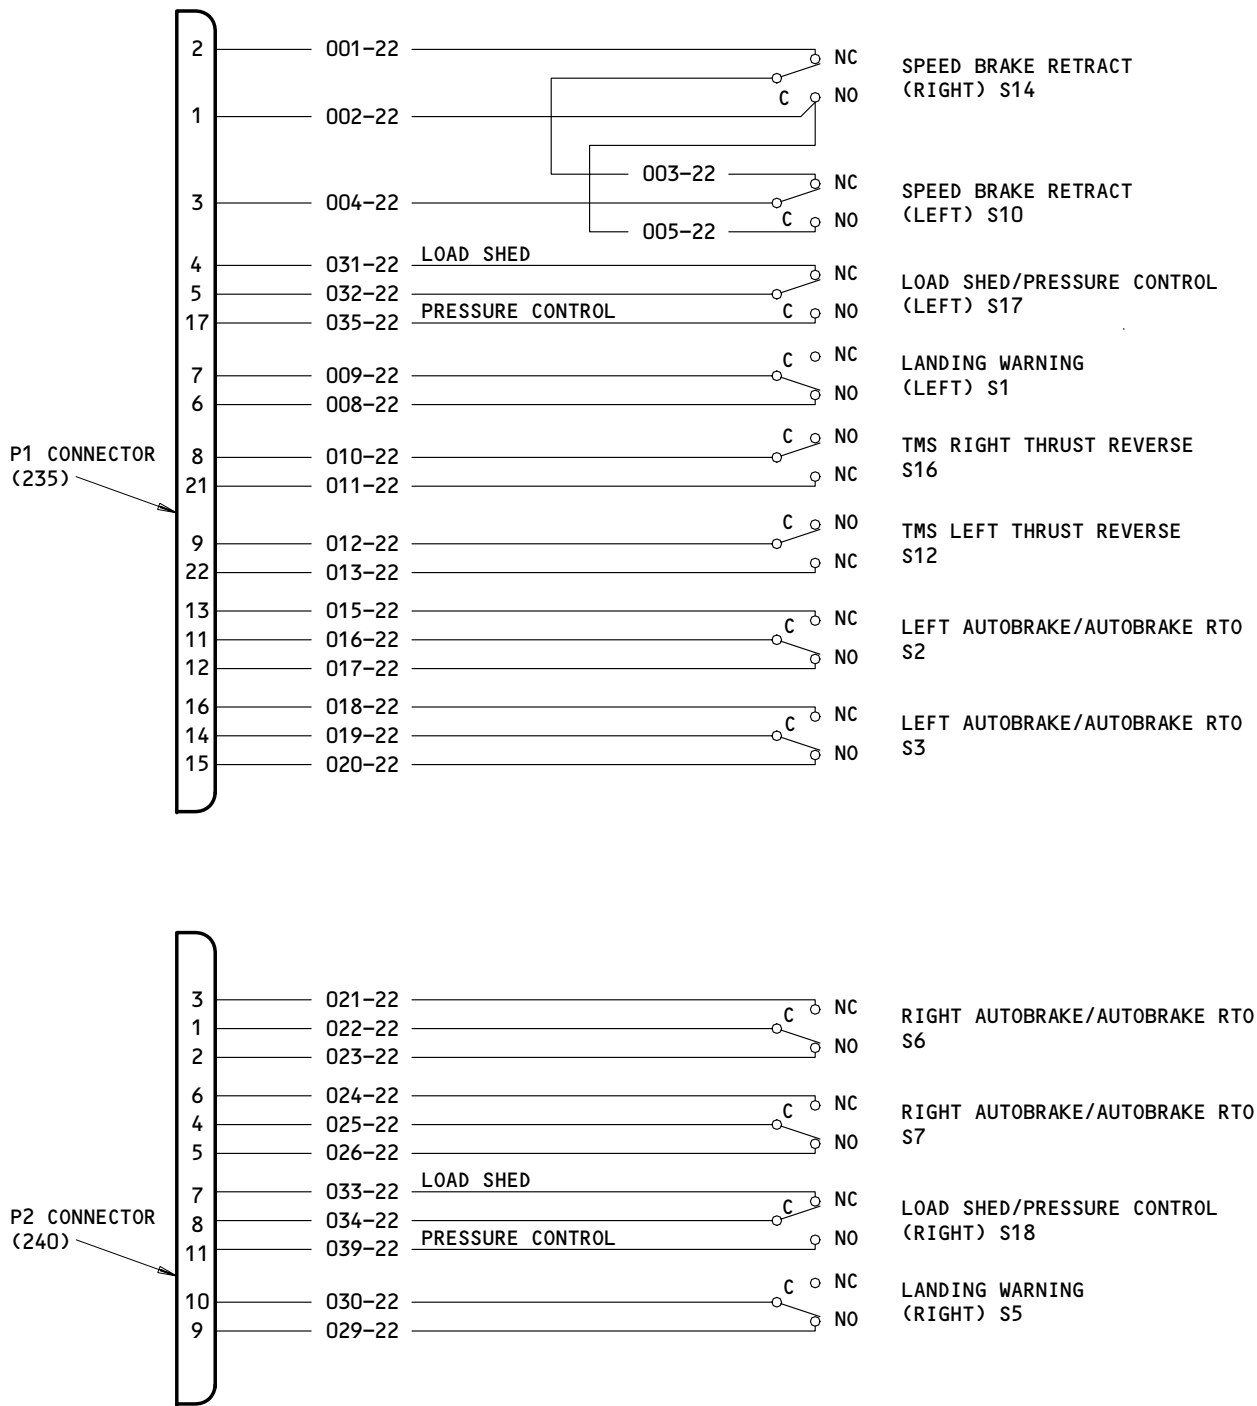 2 001-22 NC
SPEED BRAKE RETRACT
(RIGHT) S14
C NO
1 002-22
003-22 NC
SPEED BRAKE RETRACT
(LEFT) S10
3 004-22
C NO
005-22
4 031-22 LOAD SHED NC
5 032-22
17 035-22 PRESSURE CONTROL C NO
LOAD SHED/PRESSURE CONTROL
(LEFT) S17
C NC
7 009-22
6 008-22 NO
LANDING WARNING
(LEFT) S1
P1 CONNECTOR
(235)
C NO
8 010-22
21 011-22 NC
TMS RIGHT THRUST REVERSE
S16
C NO
9 012-22
22 013-22 NC
TMS LEFT THRUST REVERSE
S12
13 015-22 NC
11 016-22 C
12 017-22 NO
LEFT AUTOBRAKE/AUTOBRAKE RTO
S2
16 018-22 NC
14 019-22 C
15 020-22 NO
LEFT AUTOBRAKE/AUTOBRAKE RTO
S3
3 021-22 NC
1 022-22 C
2 023-22 NO
RIGHT AUTOBRAKE/AUTOBRAKE RTO
S6
6 024-22 NC
4 025-22 C
5 026-22 NO
RIGHT AUTOBRAKE/AUTOBRAKE RTO
S7
P2 CONNECTOR
(240)
7 033-22 LOAD SHED NC
8 034-22 C
11 039-22 PRESSURE CONTROL NO
LOAD SHED/PRESSURE CONTROL
(RIGHT) S18
C NC
10 030-22
9 029-22 NO
LANDING WARNING
(RIGHT) S5